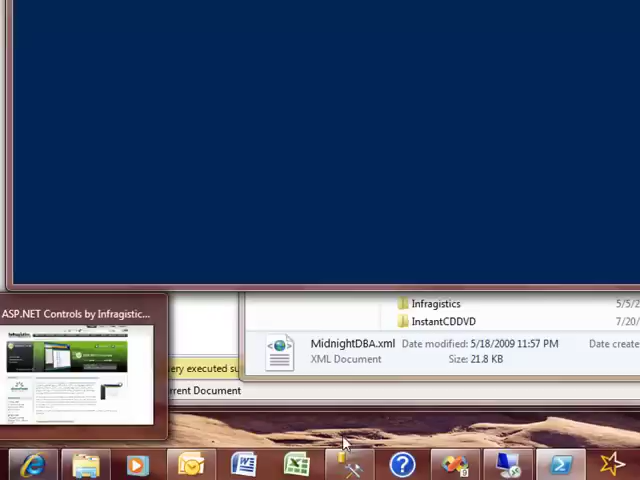 Infragistics 5/5/2
InstantCDDVD 7/20/
ASP.NET Controls by Infragistic...
MidnightDBA.xml Date modified: 5/18/2009 11:57 PM Date create
XML Document Size: 21.8 KB
ery executed su
rrent Document